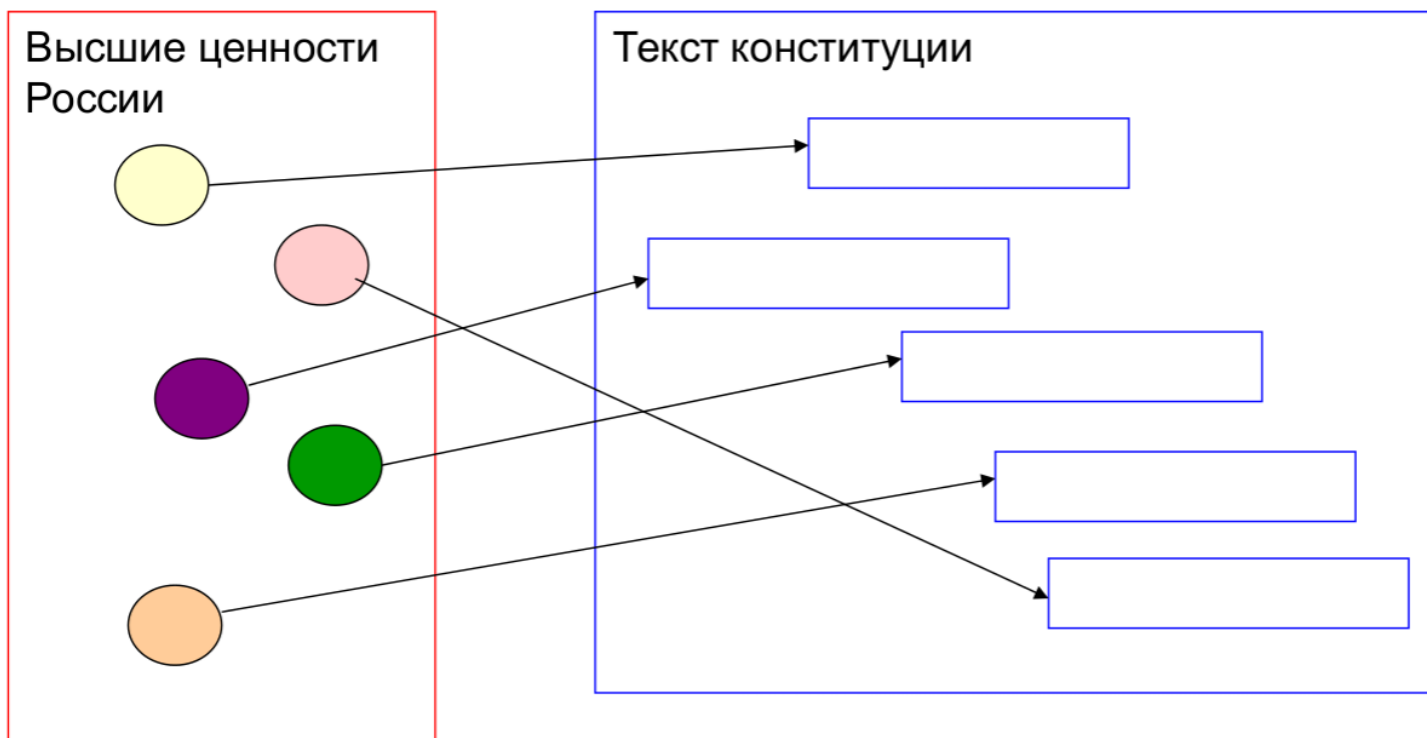 Высшие ценности
России
Текст конституции